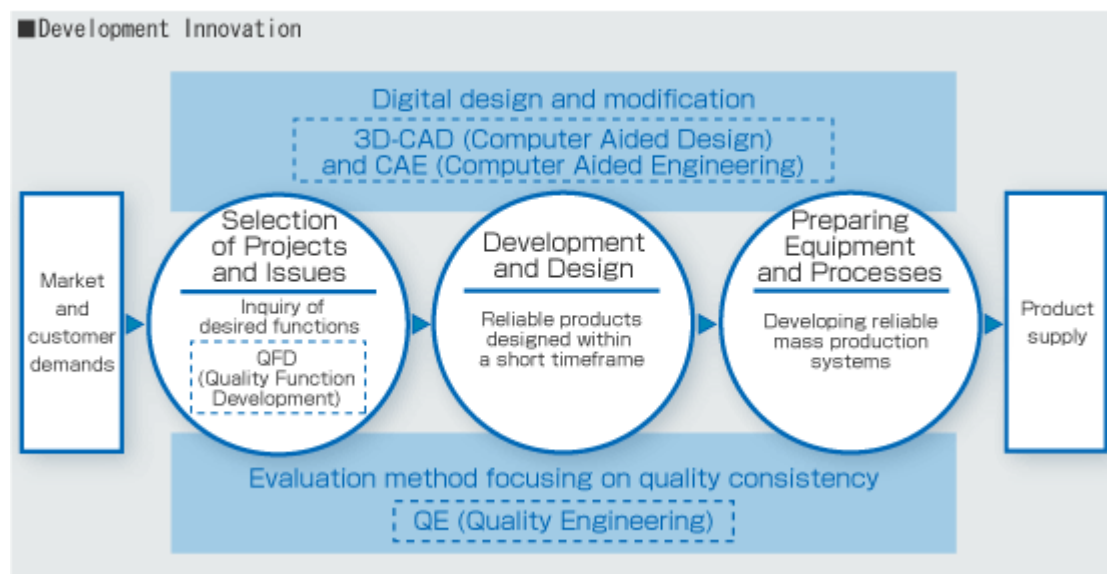 ■Development Innovation
Digital design and modification
3D-CAD (Computer Aided Design)
and CAE (Computer Aided Engineering)
Market
and
customer
demands
Selection
of Projects
and Issues
Inquiry of
desired functions
QFD
(Quality Function
Development)
Development
and Design
Reliable products
designed within
a short timeframe
Preparing
Equipment
and Processes
Developing reliable
mass production
systems
Product
supply
Evaluation method focusing on quality consistency
QE (Quality Engineering)